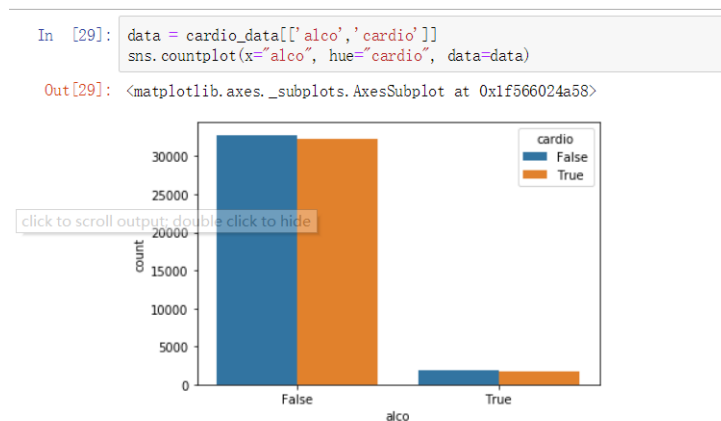 In [29]: data = cardio_data[['alco','cardio']]
sns.countplot(x="alco", hue="cardio", data=data)
Out[29]: <matplotlib.axes._subplots.AxesSubplot at 0x1f566024a58>
cardio
False
True
30000
25000
click to scroll output; double click to hide
20000
15000
10000
5000
0
count
False
True
alco